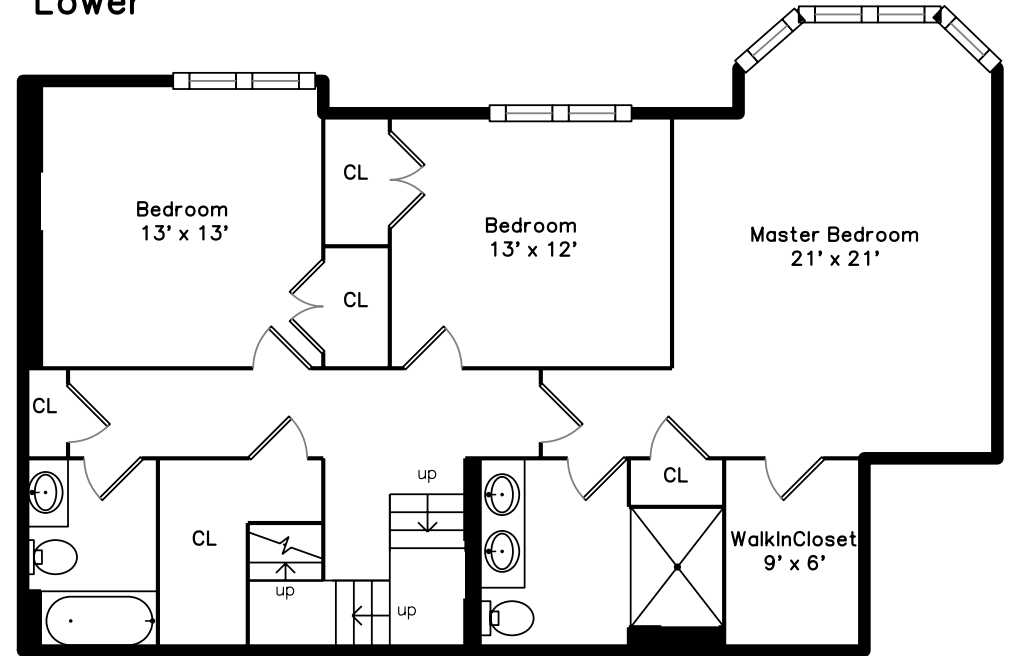 Lower
Bedroom
13' x 13'
CL
CL
Bedroom
13' x 12'
Master Bedroom
21' x 21'
CL
CL
up
up
up
CL
WalkInCloset
9' x 6'